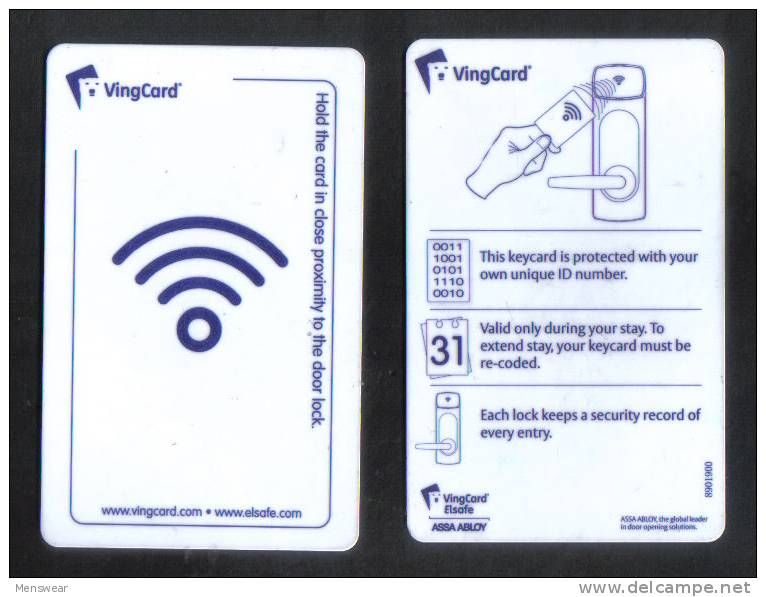 VingCard®
Hold the card in close proximity to the door lock.
www.vingcard.com • www.elsafe.com
VingCard®
0011
1001
0101
1110
0010
This keycard is protected with your
own unique ID number.
31
Valid only during your stay. To
extend stay, your keycard must be
re-coded.
Each lock keeps a security record of
every entry.
VingCard®
Elsafe
ASSA ABLOY
8901090
ASSA ABLOY, the global leader
in door opening solutions.
Menswear
delcampe.net